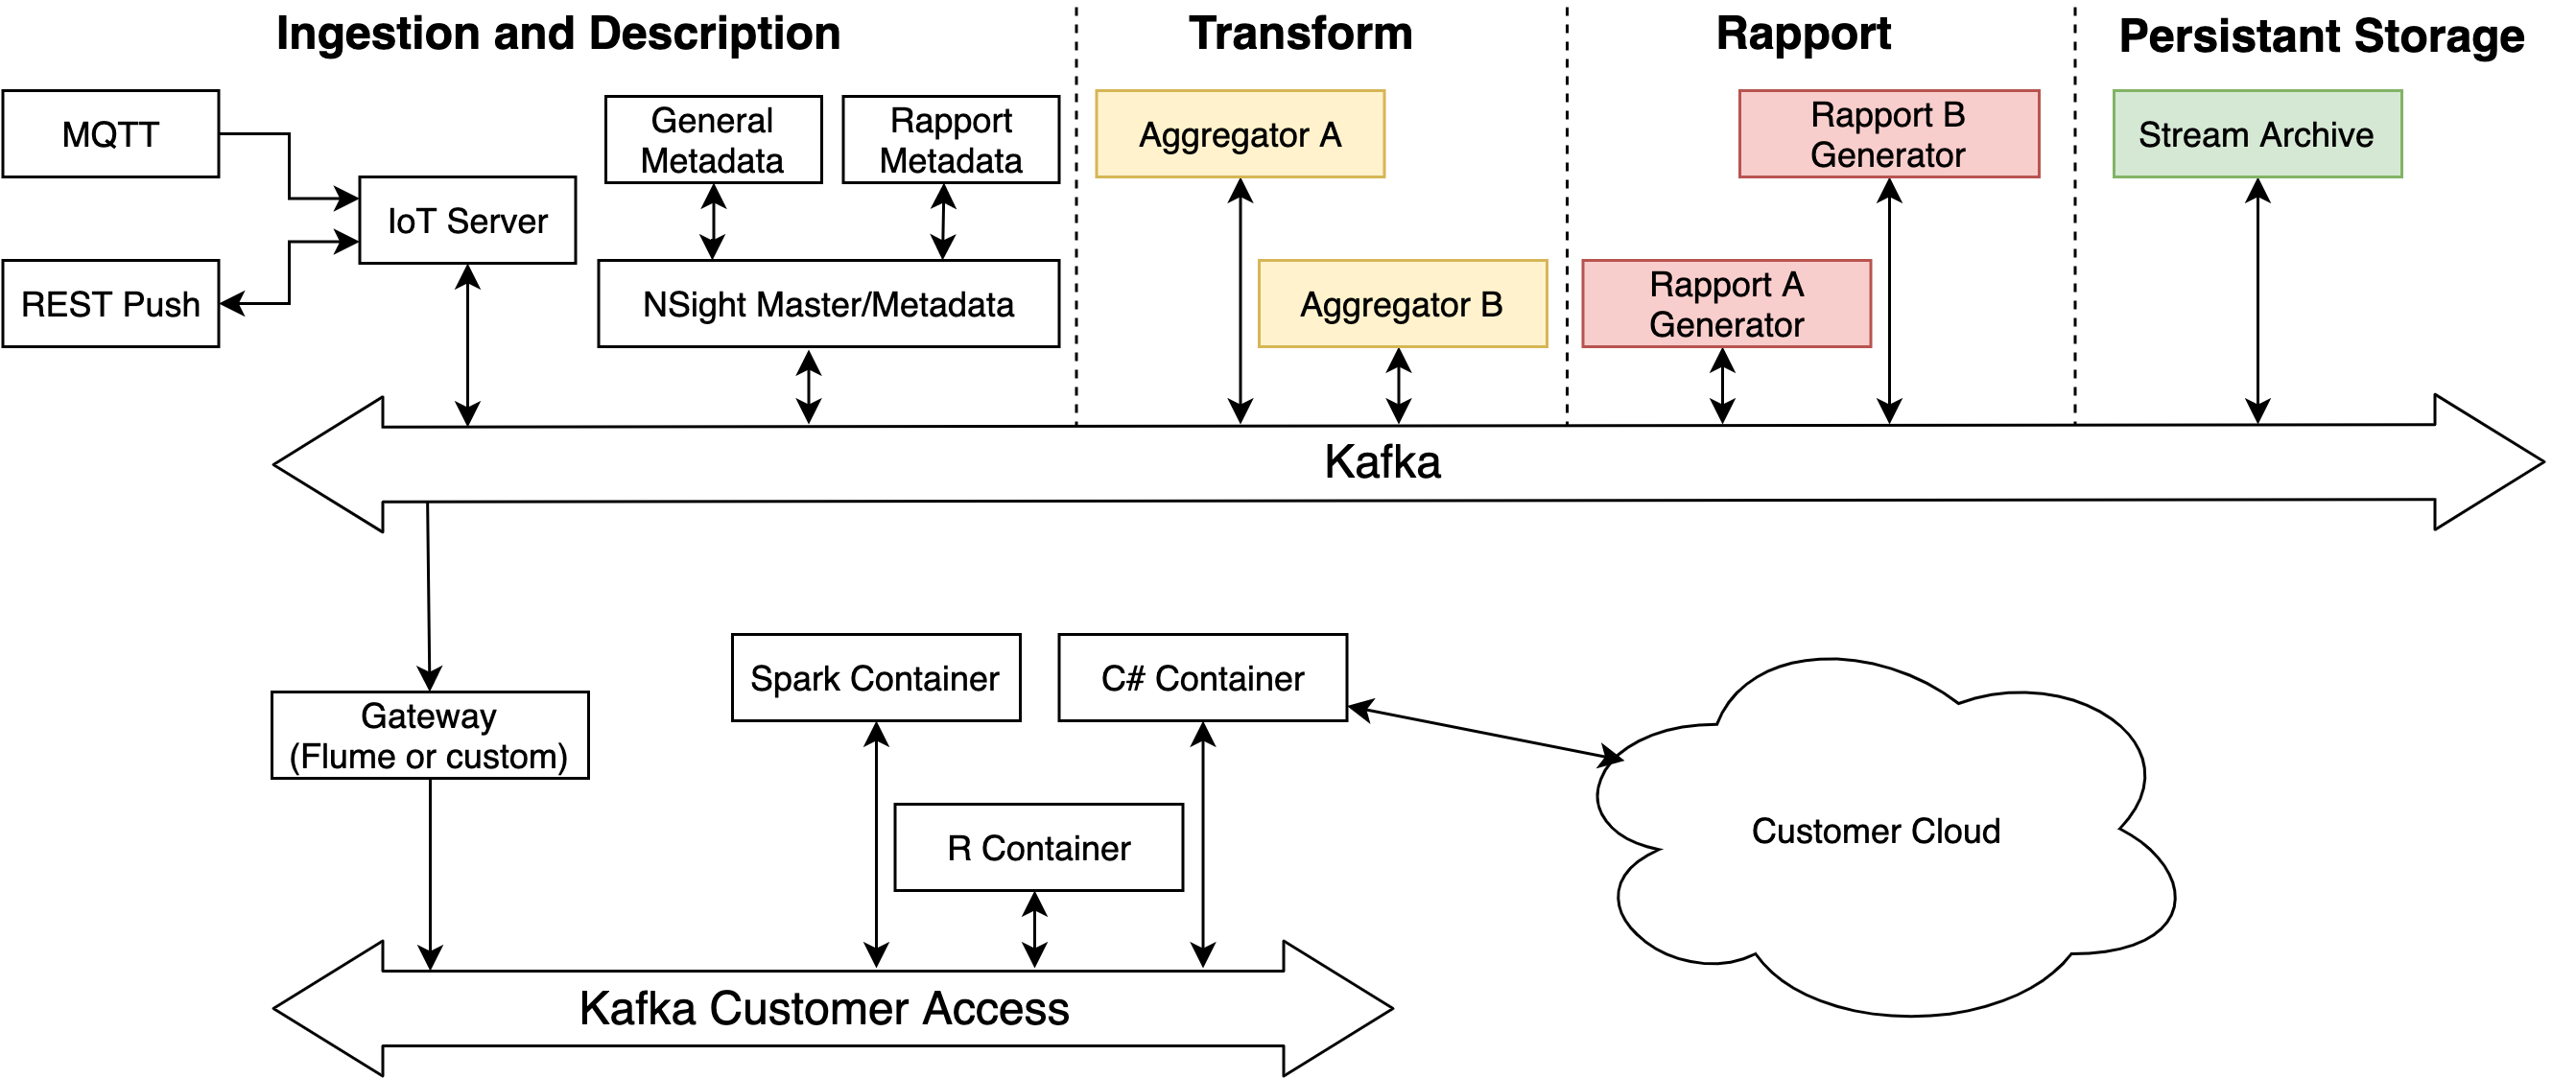 Ingestion and Description
Transform
Rapport
Persistant Storage
MQTT
REST Push
IoT Server
General
Metadata
Rapport
Metadata
NSight Master/Metadata
Aggregator A
Aggregator B
Rapport B
Generator
Rapport A
Generator
Stream Archive
Kafka
Gateway
(Flume or custom)
Spark Container
C# Container
R Container
Customer Cloud
Kafka Customer Access